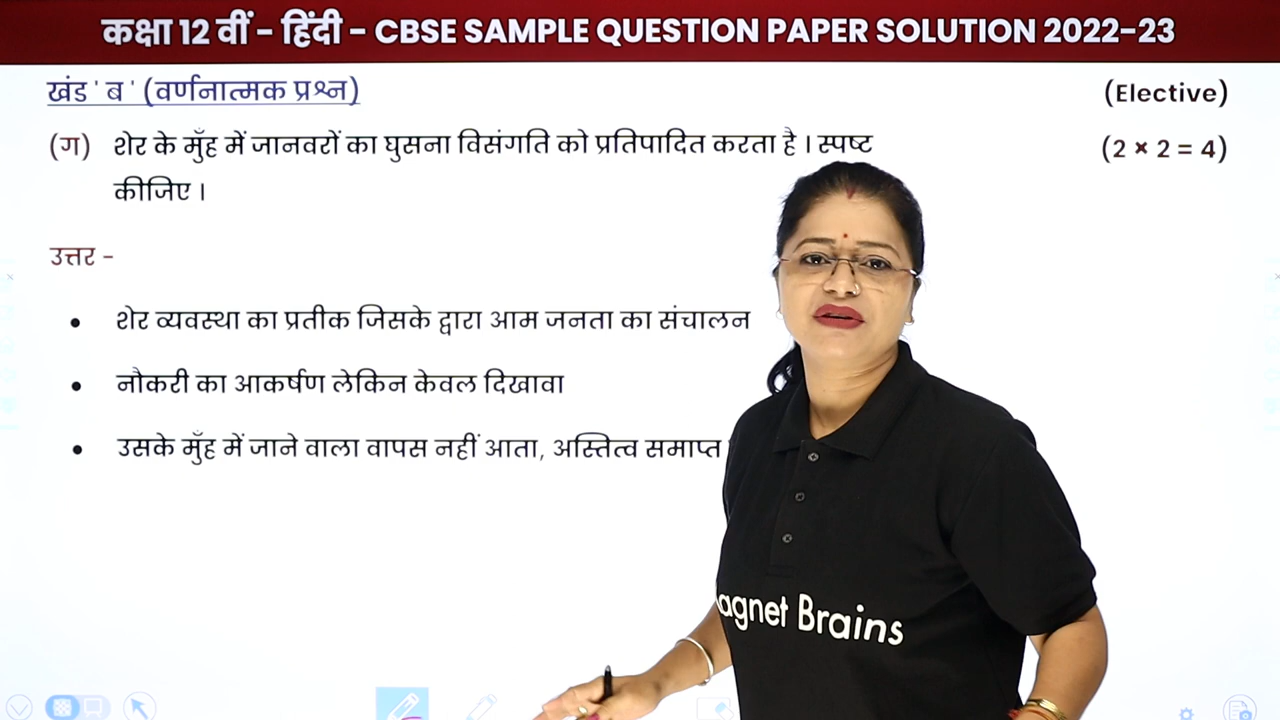 कक्षा 12 वीं - हिंदी - CBSE SAMPLE QUESTION PAPER SOLUTION 2022-23
खंड ' ब ' (वर्णनात्मक प्रश्न) (Elective)
(ग) शेर के मुँह में जानवरों का घुसना विसंगति को प्रतिपादित करता है । स्पष्ट (2 × 2 = 4)
कीजिए ।
उत्तर -
• शेर व्यवस्था का प्रतीक जिसके द्वारा आम जनता का संचालन
• नौकरी का आकर्षण लेकिन केवल दिखावा
• उसके मुँह में जाने वाला वापस नहीं आता, अस्तित्व समाप्त
agnet Brains